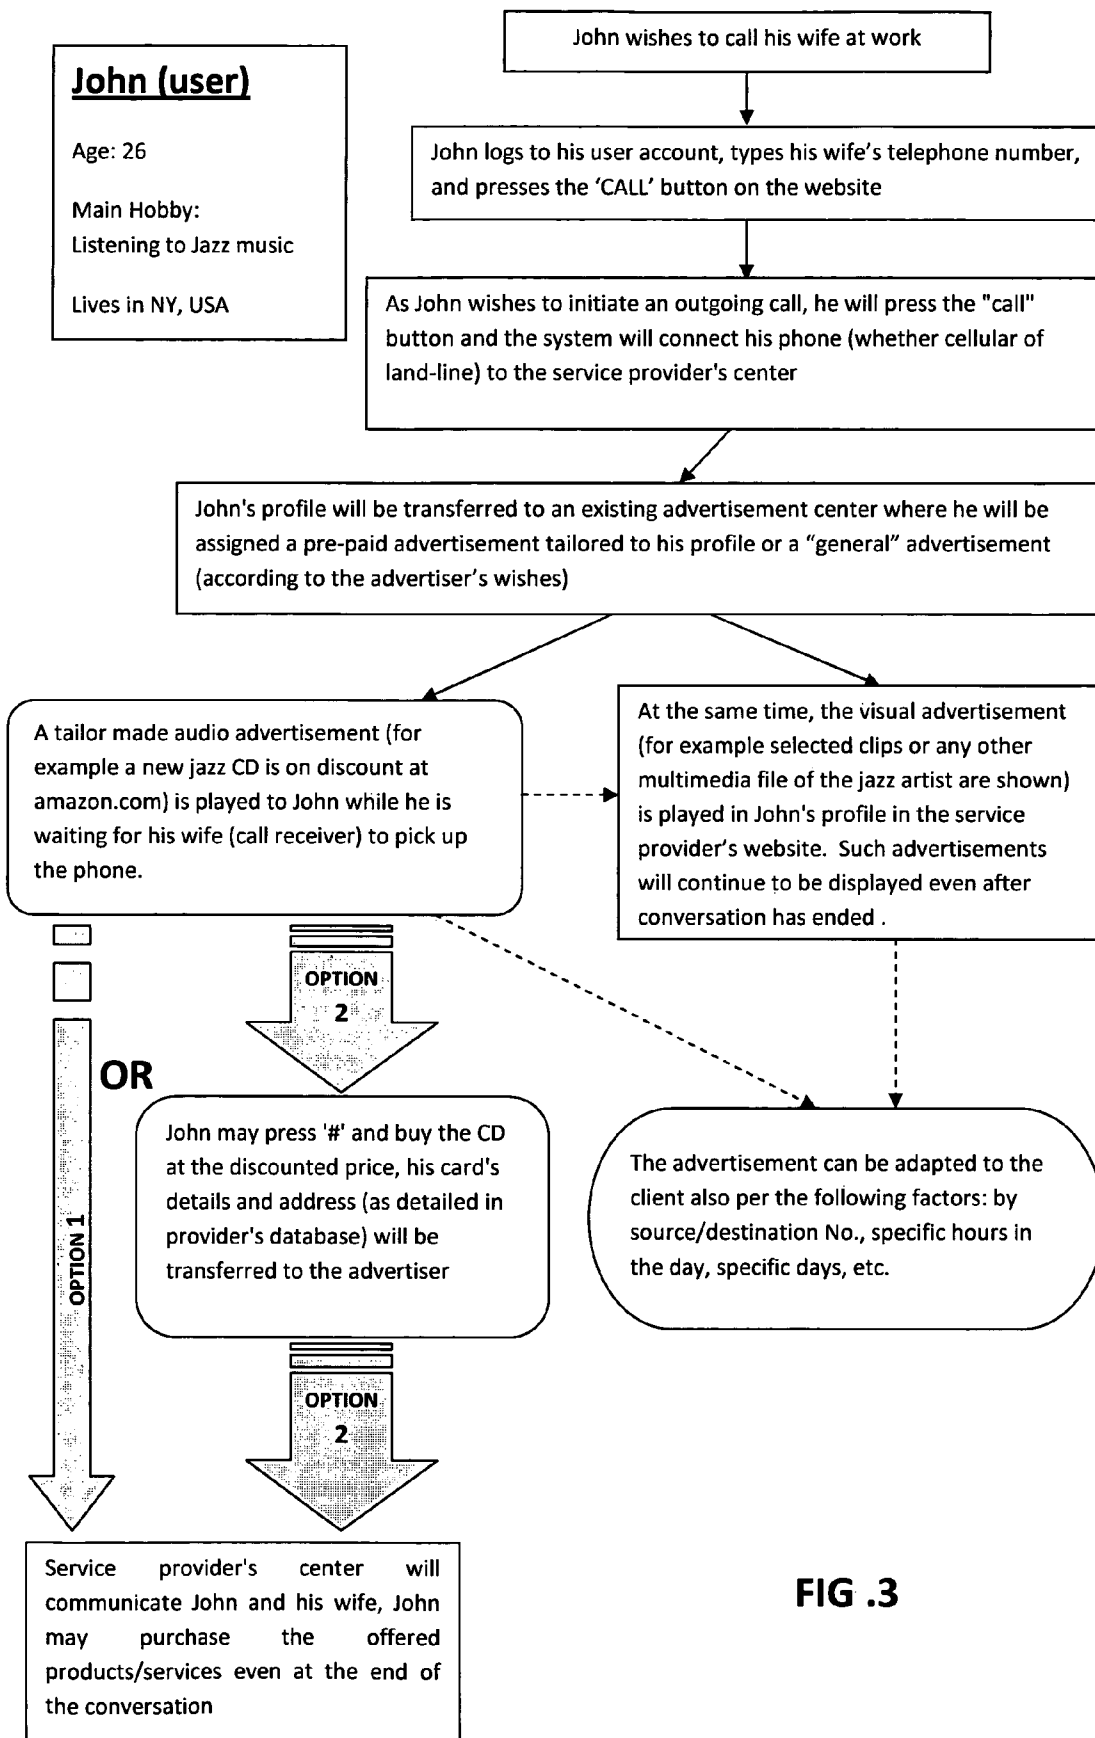 John wishes to call his wife at work
John (user)
Age: 26
Main Hobby:
Listening to Jazz music
Lives in NY, USA
John logs to his user account, types his wife's telephone number,
and presses the 'CALL' button on the website
As John wishes to initiate an outgoing call, he will press the "call"
button and the system will connect his phone (whether cellular of
land-line) to the service provider's center
John's profile will be transferred to an existing advertisement center where he will be
assigned a pre-paid advertisement tailored to his profile or a "general" advertisement
(according to the advertiser's wishes)
A tailor made audio advertisement (for
example a new jazz CD is on discount at
amazon.com) is played to John while he is
waiting for his wife (call receiver) to pick up
the phone.
At the same time, the visual advertisement
(for example selected clips or any other
multimedia file of the jazz artist are shown)
is played in John's profile in the service
provider's website. Such advertisements
will continue to be displayed even after
conversation has ended .
OPTION
2
OR
OPTION 1
John may press '#' and buy the CD
at the discounted price, his card's
details and address (as detailed in
provider's database) will be
transferred to the advertiser
The advertisement can be adapted to the
client also per the following factors: by
source/destination No., specific hours in
the day, specific days, etc.
OPTION
2
Service provider's center will
communicate John and his wife, John
may purchase the offered
products/services even at the end of
the conversation
FIG .3